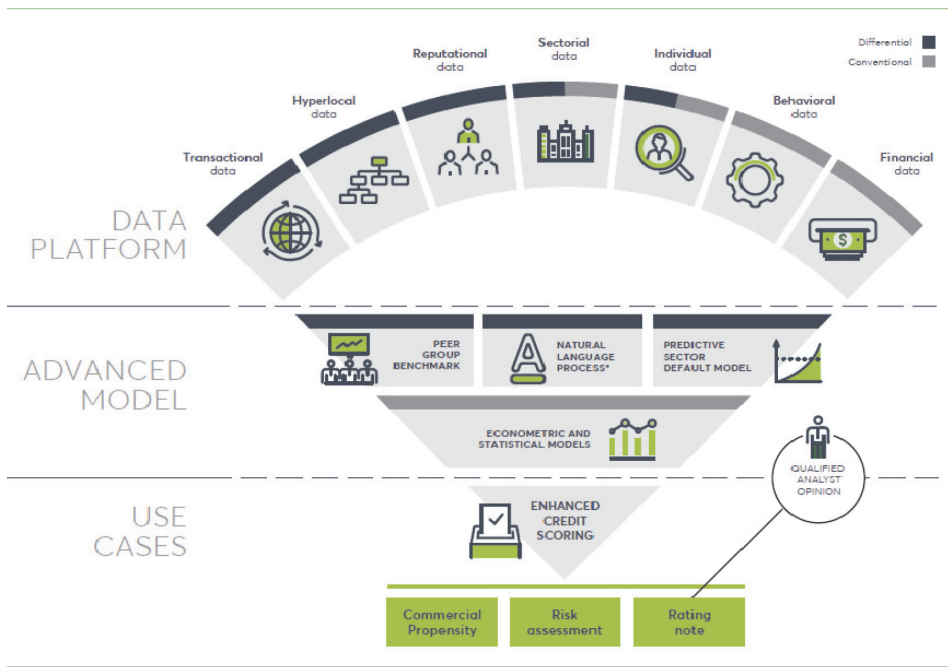 Differential
Conventional
Sectorial
data
Reputational
data
Individual
data
Hyperlocal
data
Behavioral
data
Transactional
data
Financial
data
$
DATA
PLATFORM
ADVANCED
MODEL
PEER
GROUP
BENCHMARK
A
NATURAL
LANGUAGE
PROCESS*
PREDICTIVE
SECTOR
DEFAULT MODEL
ECONOMETRIC AND
STATISTICAL MODELS
QUALIFIED
ANALYST
OPINION
USE
CASES
ENHANCED
CREDIT
SCORING
Commercial
Propensity
Risk
assessment
Rating
note